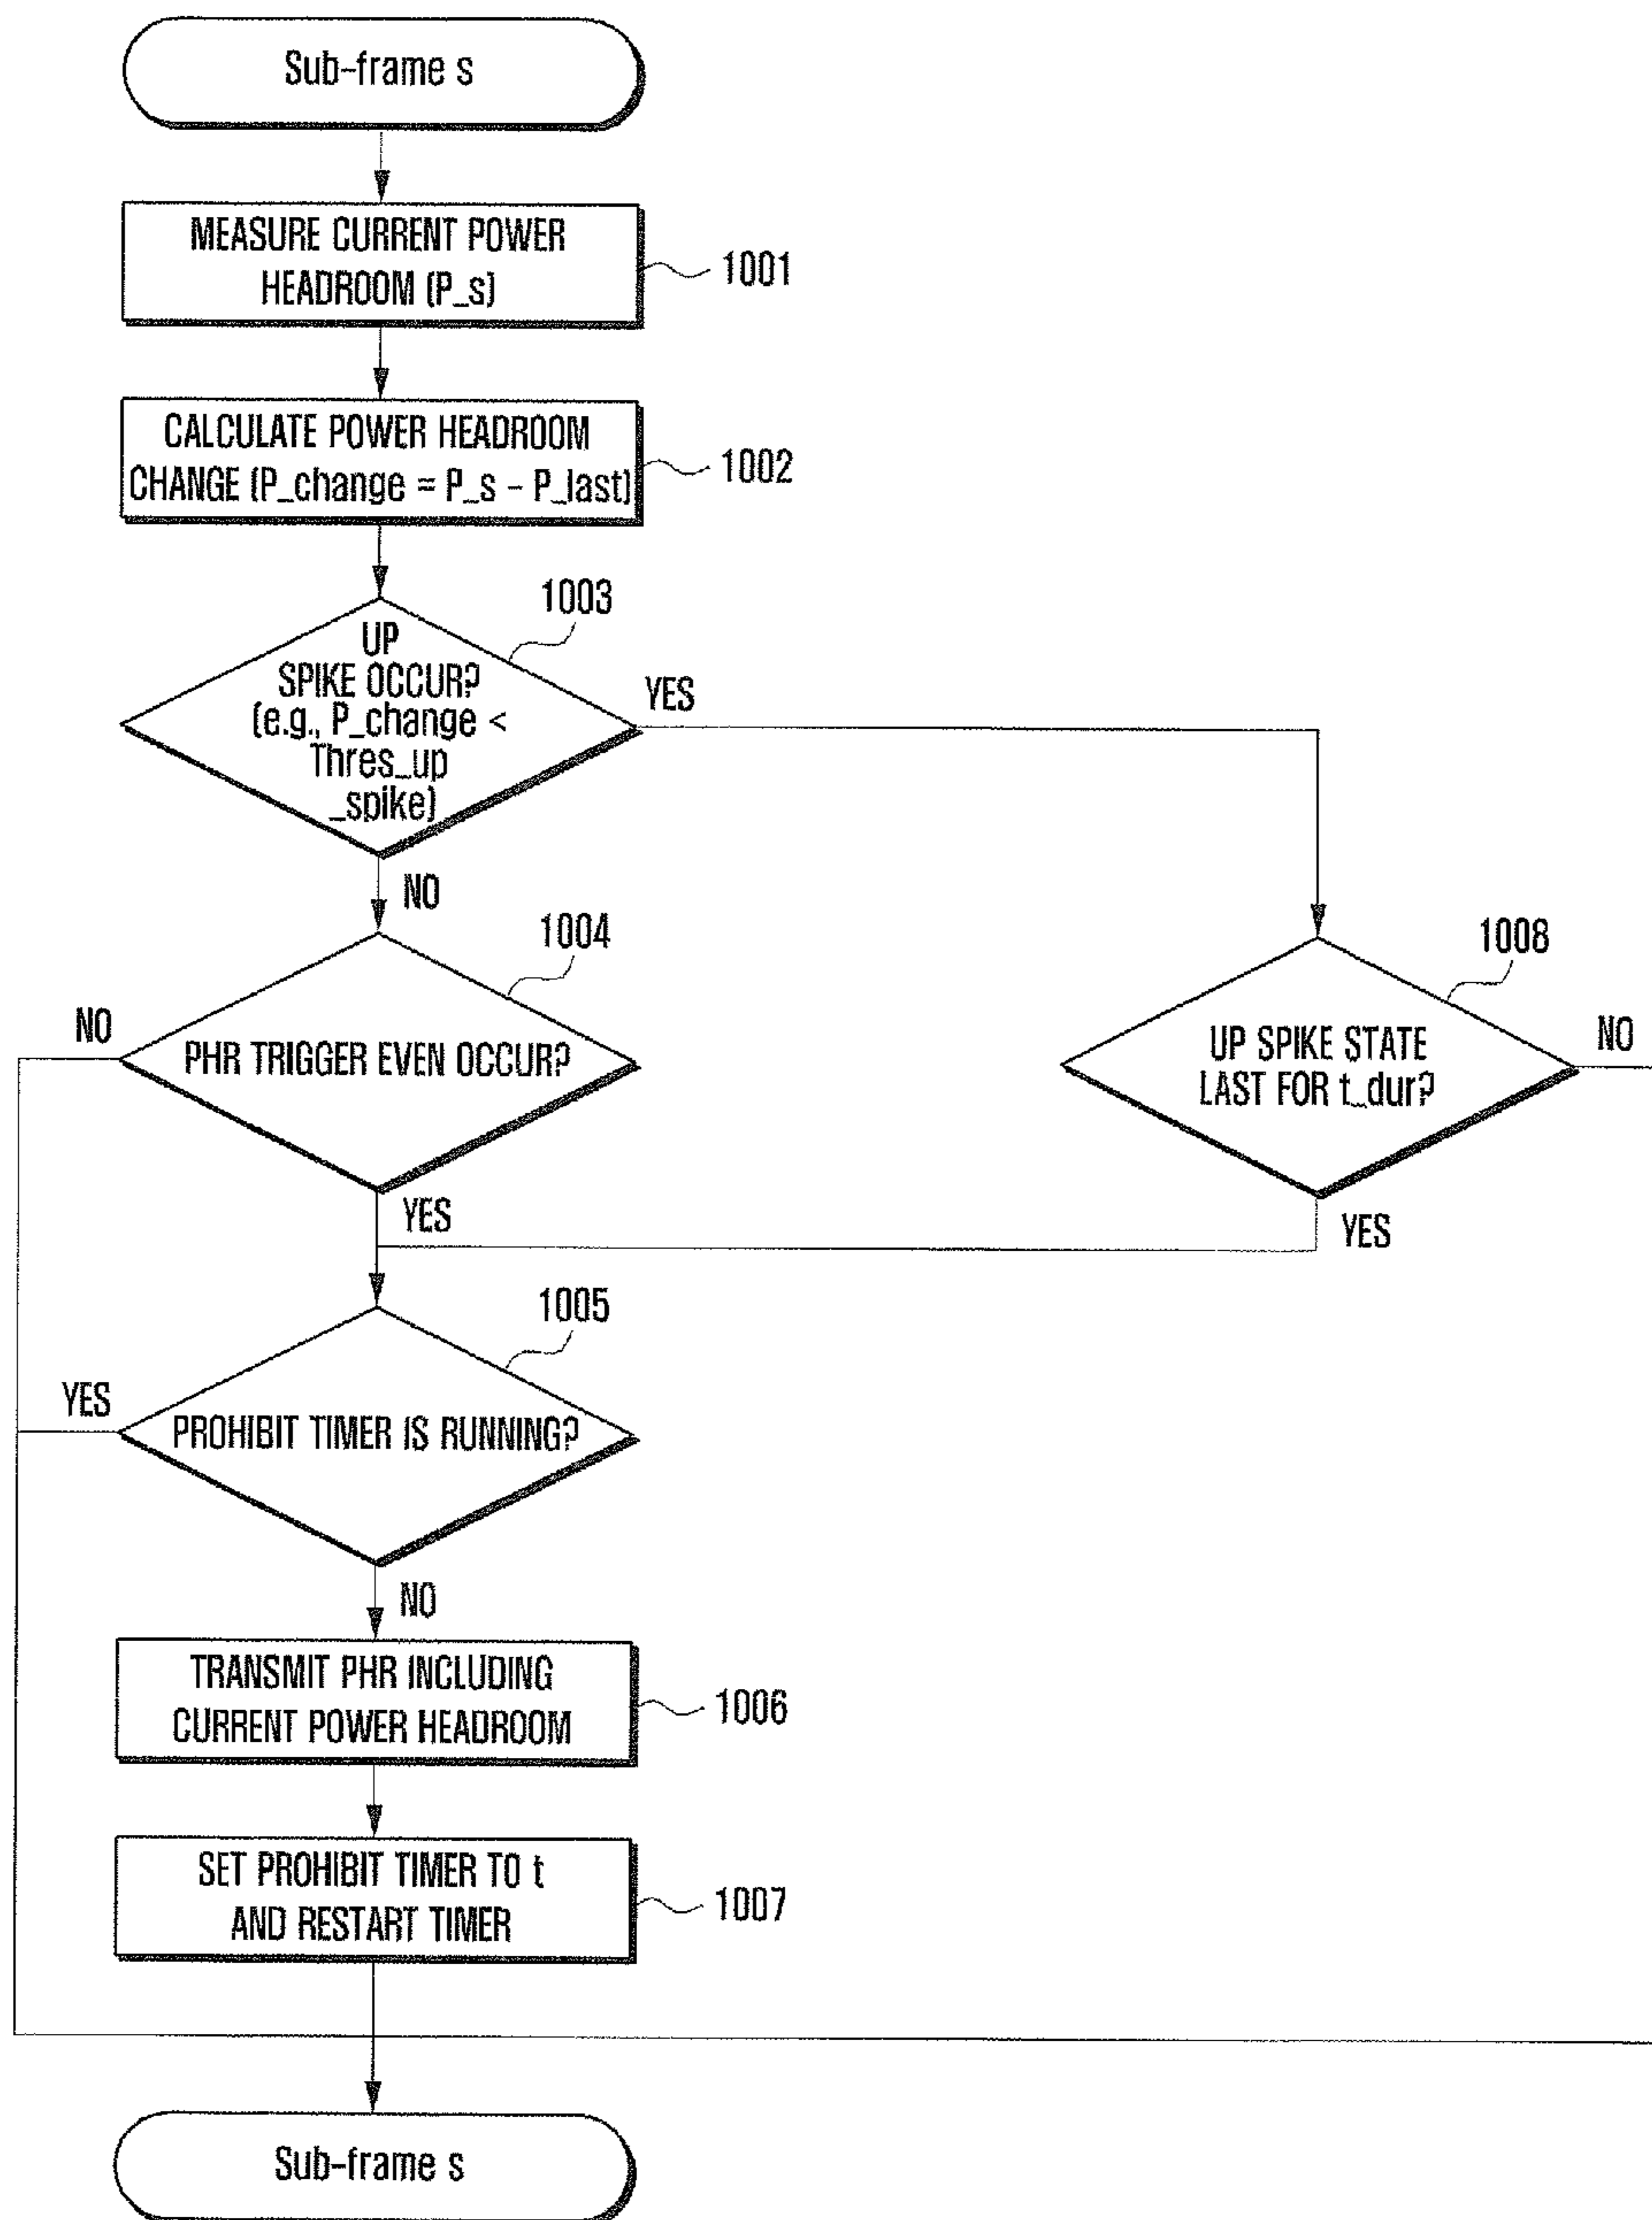 Sub-frame s
MEASURE CURRENT POWER
HEADROOM (P_s)
1001
CALCULATE POWER HEADROOM
CHANGE (P_change = P_s - P_last)
1002
1003
UP
SPIKE OCCUR?
(e.g., P_change <
Thres_up
_spike)
YES
NO
1004
PHR TRIGGER EVEN OCCUR?
NO
YES
1008
UP SPIKE STATE
LAST FOR t_dur?
NO
YES
1005
PROHIBIT TIMER IS RUNNING?
YES
NO
TRANSMIT PHR INCLUDING
CURRENT POWER HEADROOM
1006
SET PROHIBIT TIMER TO t
AND RESTART TIMER
1007
Sub-frame s